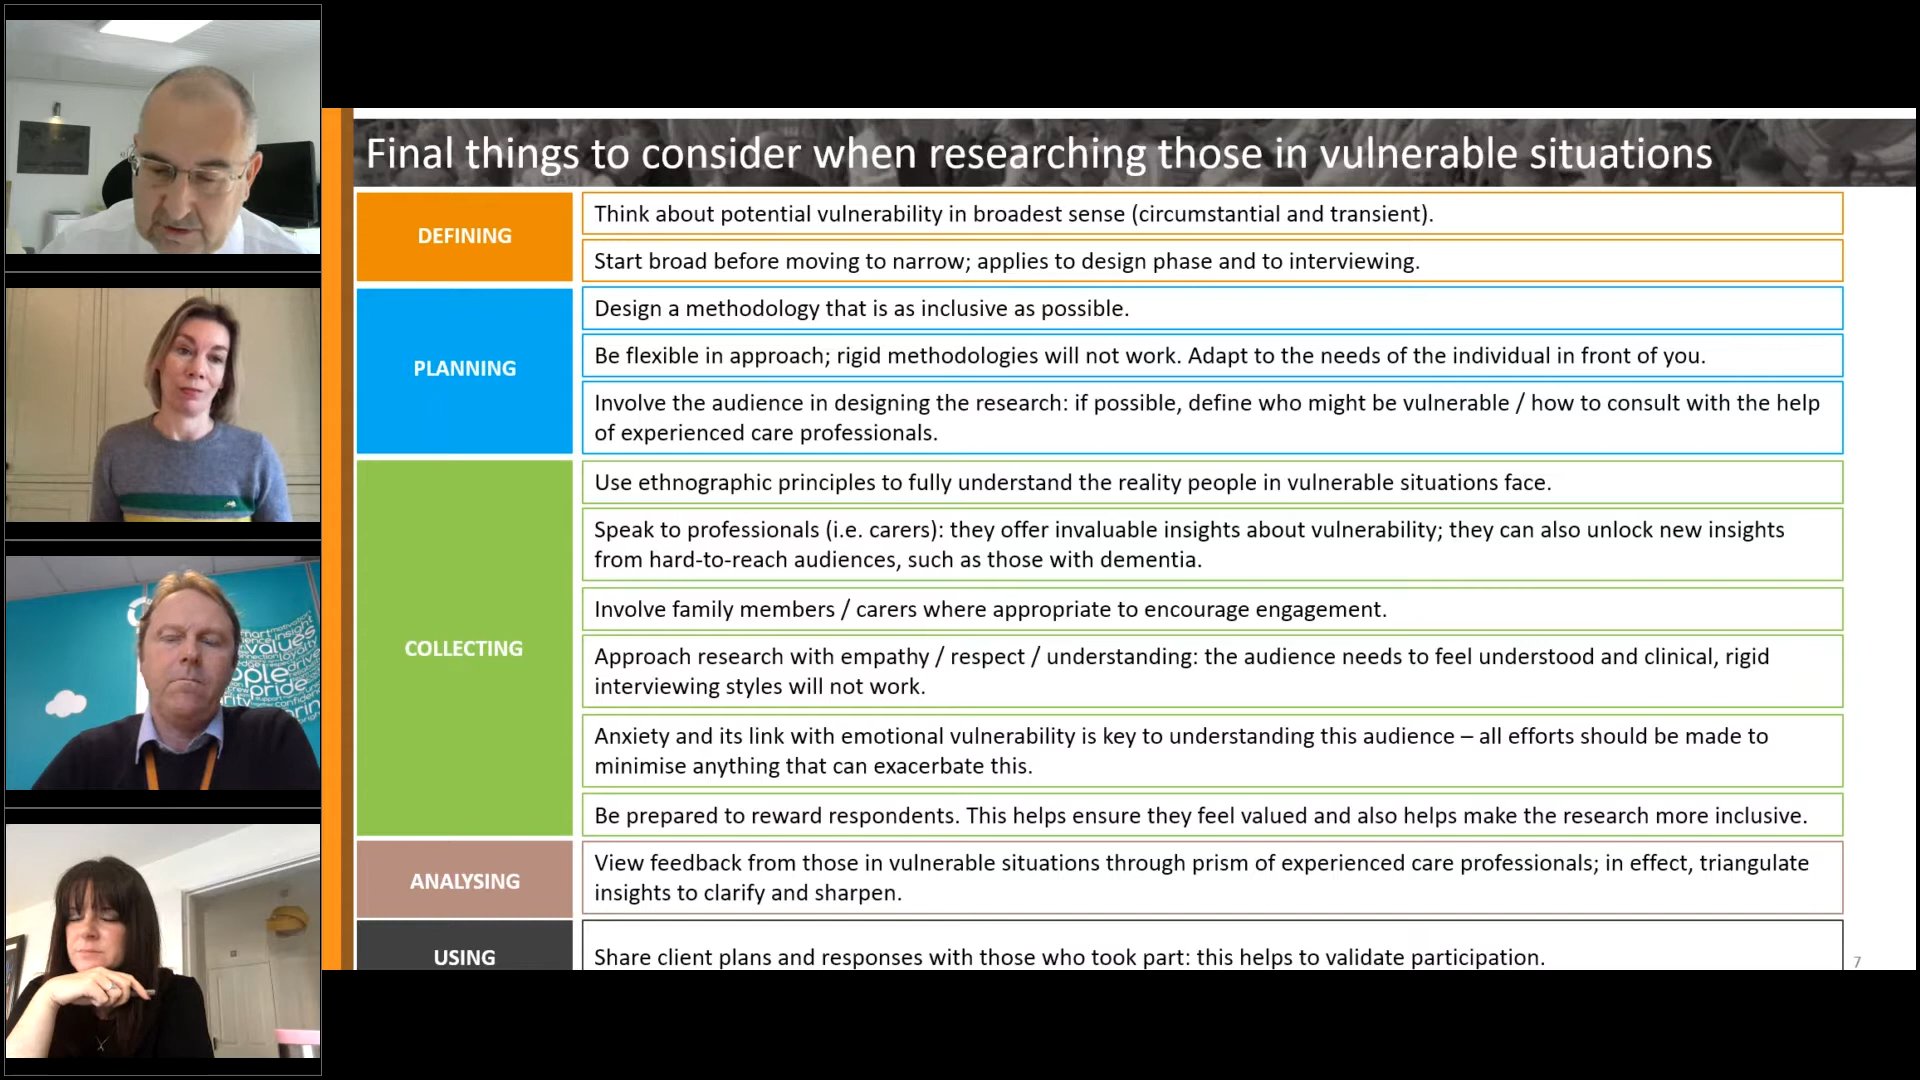 Final things to consider when researching those in vulnerable situations
DEFINING
Think about potential vulnerability in broadest sense (circumstantial and transient).
Start broad before moving to narrow; applies to design phase and to interviewing.
PLANNING
Design a methodology that is as inclusive as possible.
Be flexible in approach; rigid methodologies will not work. Adapt to the needs of the individual in front of you.
Involve the audience in designing the research: if possible, define who might be vulnerable / how to consult with the help
of experienced care professionals.
COLLECTING
Use ethnographic principles to fully understand the reality people in vulnerable situations face.
Speak to professionals (i.e. carers): they offer invaluable insights about vulnerability; they can also unlock new insights
from hard-to-reach audiences, such as those with dementia.
Involve family members / carers where appropriate to encourage engagement.
Approach research with empathy / respect / understanding: the audience needs to feel understood and clinical, rigid
interviewing styles will not work.
Anxiety and its link with emotional vulnerability is key to understanding this audience – all efforts should be made to
minimise anything that can exacerbate this.
Be prepared to reward respondents. This helps ensure they feel valued and also helps make the research more inclusive.
ANALYSING
View feedback from those in vulnerable situations through prism of experienced care professionals; in effect, triangulate
insights to clarify and sharpen.
USING
Share client plans and responses with those who took part: this helps to validate participation.
7
insight
values
pride